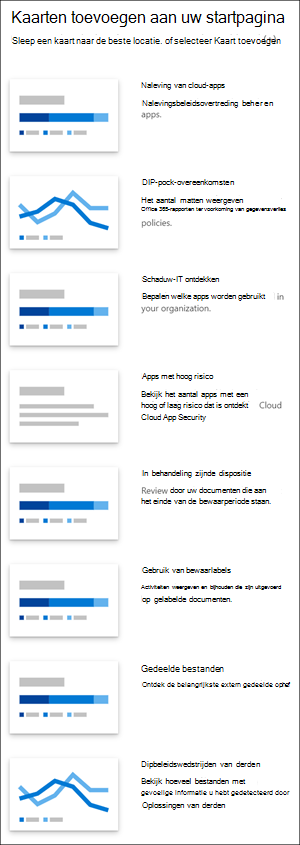 Kaarten toevoegen aan uw startpagina
Sleep een kaart naar de beste locatie. of selecteer Kaart toevoegen
Naleving van cloud-apps
Nalevingsbeleidsovertreding beher en
apps.
DIP-pock-overeenkomsten
Het aantal matten weergeven
Office 365-rapporten ter voorkoming van gegevensverlies
policies.
Schaduw-IT ontdekken
Bepalen welke apps worden gebruikt in
your organization.
Apps met hoog risico
Bekijk het aantal apps met een
hoog of laag risico dat is ontdekt Cloud
Cloud App Security
In behandeling zijnde dispositie
Review door uw documenten die aan
het einde van de bewaarperiode staan.
Gebruik van bewaarlabels
Activiteiten weergeven en bijhouden die zijn uitgevoerd
op gelabelde documenten.
Gedeelde bestanden
Ontdek de belangrijkste extern gedeelde
Dipbeleidswedstrijden van derden
Bekijk hoeveel bestanden met
gevoelige informatie u hebt gedetecteerd door
Oplossingen van derden